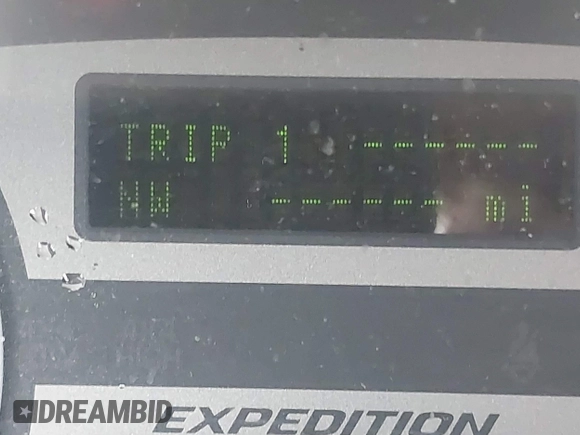 TRIP 1 ------
NW ------ mi
EXPEDITION
DREAMBID